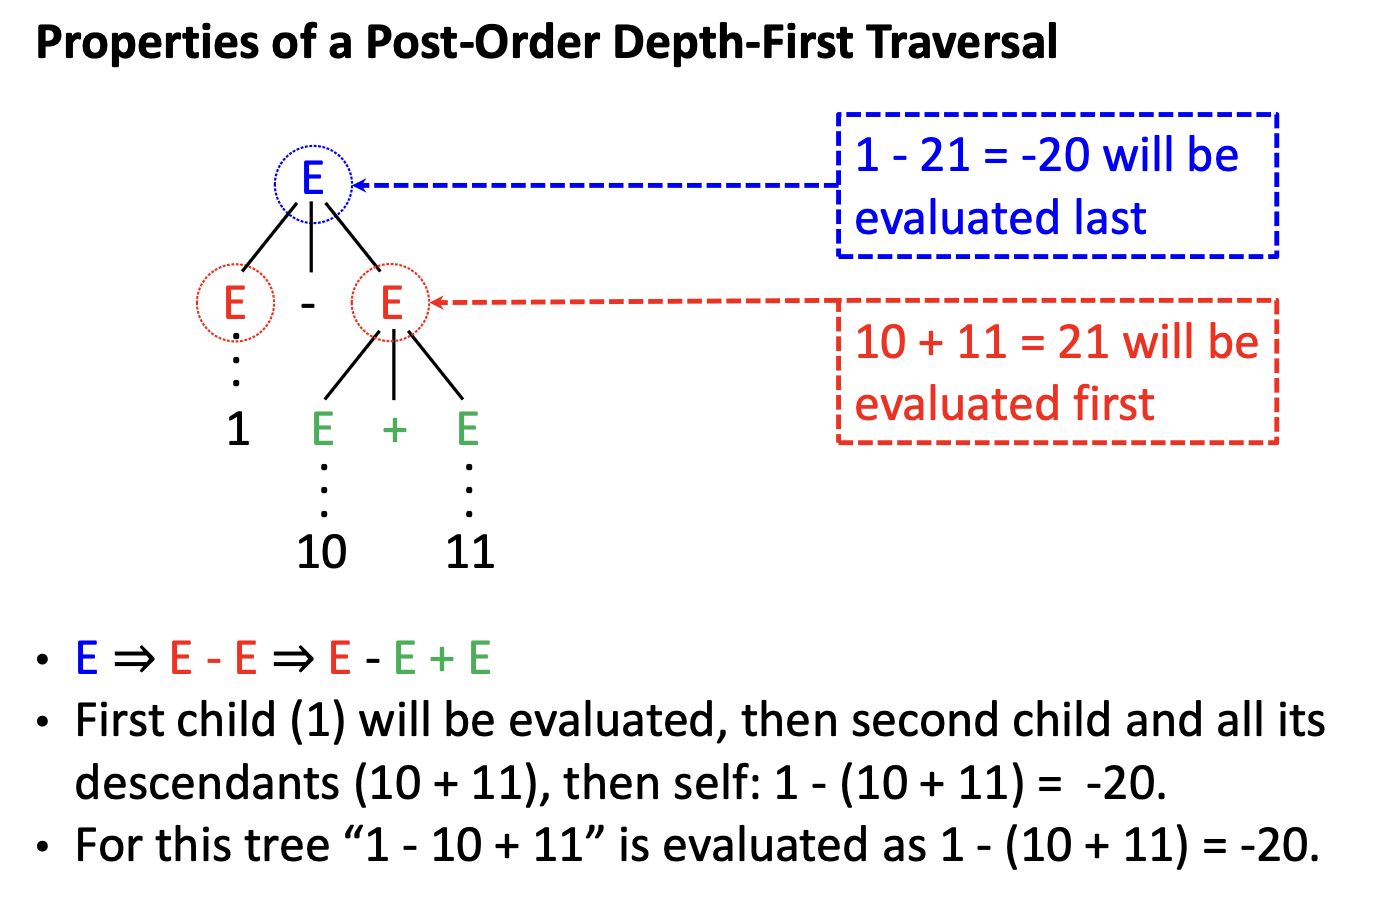 Properties of a Post-Order Depth-First Traversal
E
1 - 21 = -20 will be
evaluated last
E - E
10 + 11 = 21 will be
evaluated first
1 E + E
10 11
• E ⇒ E - E ⇒ E - E + E
• First child (1) will be evaluated, then second child and all its
descendants (10 + 11), then self: 1 - (10 + 11) = -20.
• For this tree “1 - 10 + 11” is evaluated as 1 - (10 + 11) = -20.